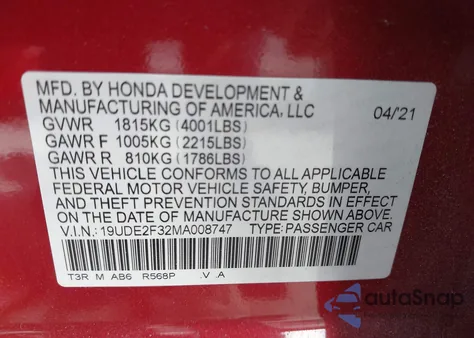 MFD. BY HONDA DEVELOPMENT &
MANUFACTURING OF AMERICA, LLC 04/21
GVWR 1815KG (4001LBS)
GAWR F 1005KG (2215LBS)
GAWR R 810KG (1786LBS)
THIS VEHICLE CONFORMS TO ALL APPLICABLE
FEDERAL MOTOR VEHICLE SAFETY, BUMPER,
AND THEFT PREVENTION STANDARDS IN EFFECT
ON THE DATE OF MANUFACTURE SHOWN ABOVE.
V.I.N.: 19UDE2F32MA008747 TYPE: PASSENGER CAR
T3R M AB6 R568P .V .A
autoSnap